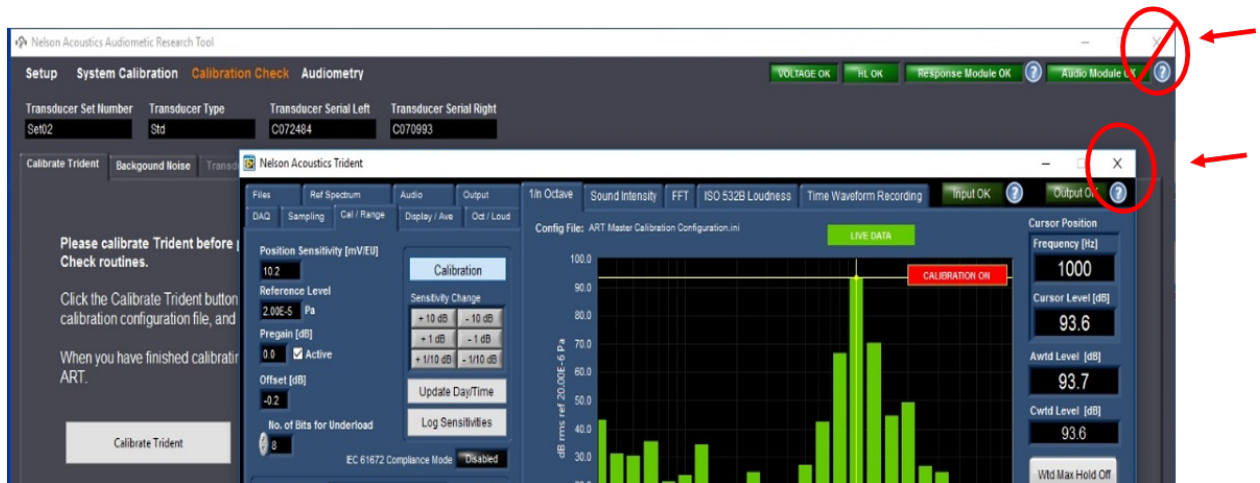 Nelson Acoustics Audiometic Research Tool
Setup System Calibration Calibration Check Audiometry
VOLTAGE OK HL OK Response Module OK ? Audio Module OK ?
Transducer Set Number Transducer Type Transducer Serial Left Transducer Serial Right
Set02 Std C072484 C070993
Calibrate Trident Backgound Noise
Nelson Acoustics Trident
Files Ref Spectrum Audio Output
DAQ Sampling Cal / Range Display / Ave Oct / Loud
1/n Octave Sound Intensity FFT ISO 532B Loudness Time Waveform Recording Input OK ? Output OK ?
Please calibrate Trident before
Check routines.
Click the Calibrate Trident button
calibration configuration file, and
When you have finished
ART.
Calibrate Trident
Position Sensitivity [mV/EU]
10.2
Reference Level
2.00E-5 Pa
Pregain [dB]
0.0 Active
Offset [dB]
-0.2
No. of Bits for Underload
8
IEC 61672 Compliance Mode Disabled
Calibration
Sensitivity Change
+ 10 dB - 10 dB
+ 1 dB - 1 dB
+ 1/10 dB - 1/10 dB
Update Day/Time
Log Sensitivities
Config File: ART Master Calibration Configuration.ini
LIVE DATA
CALIBRATION ON
dB rms ref 20.00E-6 Pa
100.0
90.0
80.0
70.0
60.0
50.0
40.0
30.0
Cursor Position
Frequency [Hz]
1000
Cursor Level [dB]
93.6
Awtd Level [dB]
93.7
Cwtd Level [dB]
93.6
Wtd Max Hold Off